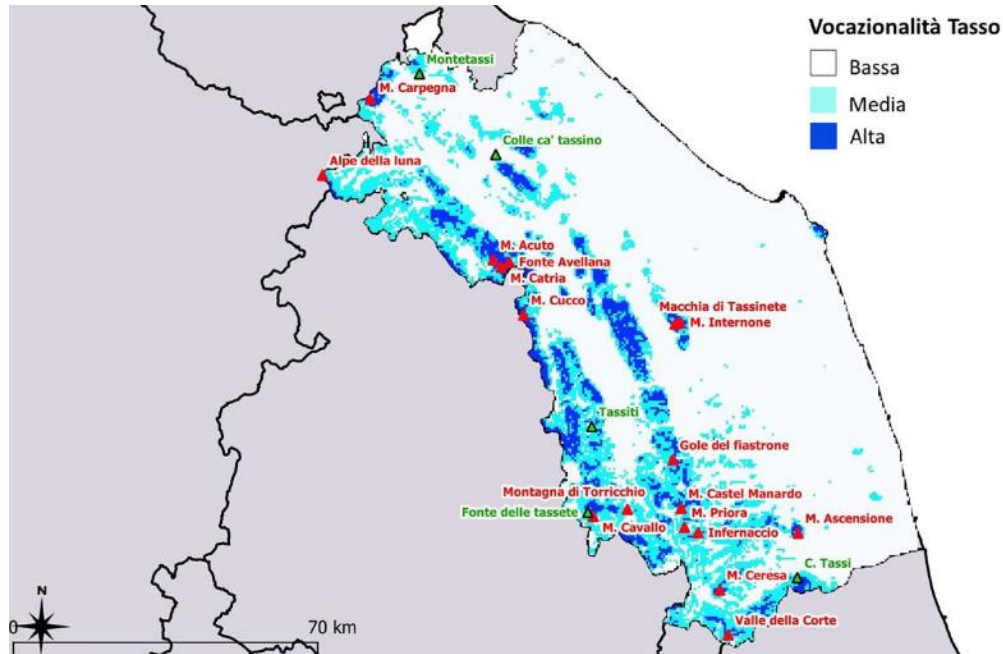 Vocazionalità Tasso
Bassa
Media
Alta
Montetassi
M. Carpegna
Colle ca' tassino
Alpe della luna
M. Acuto
Fonte Avellana
M. Catria
M. Cucco
Macchia di Tassinete
M. Internone
Tassiti
Gole del fiastrone
Montagna di Torricchio
M. Castel Manardo
Fonte delle tassete
M. Priora
M. Ascensione
M. Cavallo
Infernaccio
C. Tassi
M. Ceresa
Valle della Corte
N
0
70 km